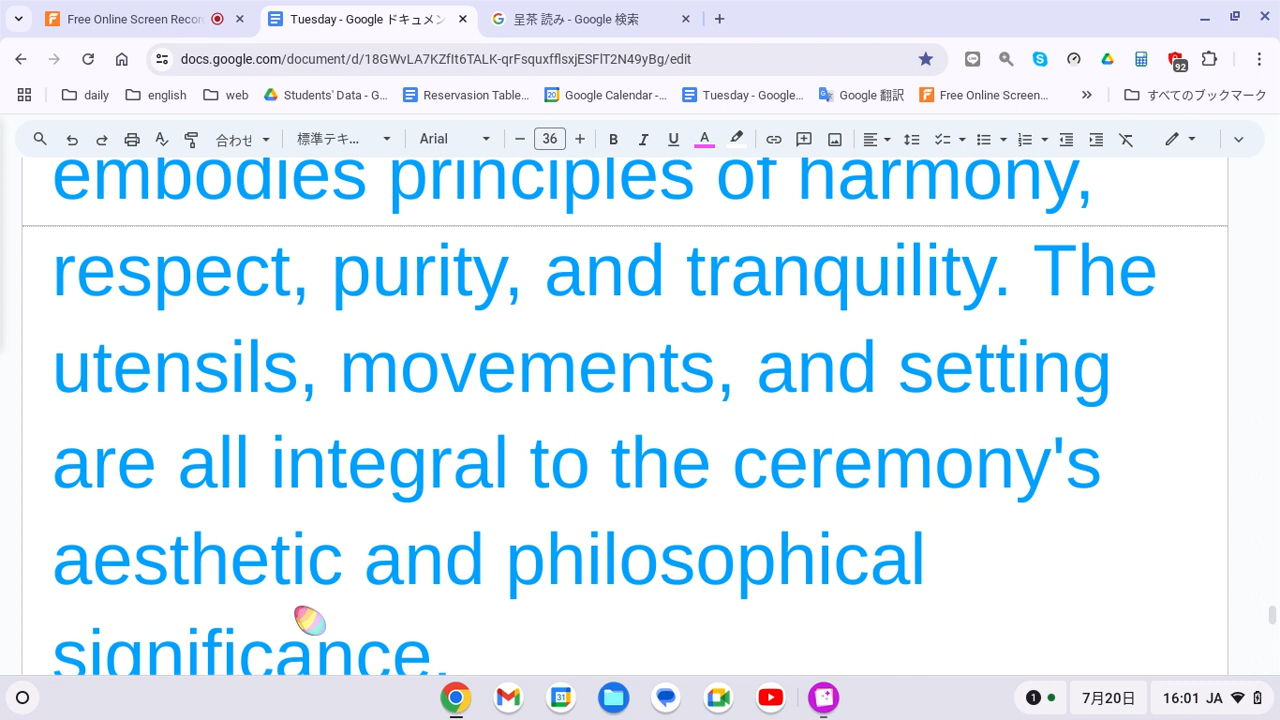 Free Online Screen Recor
Tuesday - Google ドキュメン
呈茶 読み - Google 検索
docs.google.com/document/d/18GWv1A7KZfIt6TALK-qrFsquxfflsxjESFlT2N49yBg/edit
92
daily
english
web
Students' Data - G...
Reservasion Table...
Google Calendar -...
Tuesday - Google...
Google 翻訳
Free Online Screen...
すべてのブックマーク
合わせ
標準テキ...
Arial
36
B I U A
embodies principles of harmony,
respect, purity, and tranquility. The
utensils, movements, and setting
are all integral to the ceremony's
aesthetic and philosophical
significance.
31
1
7月20日
16:01 JA